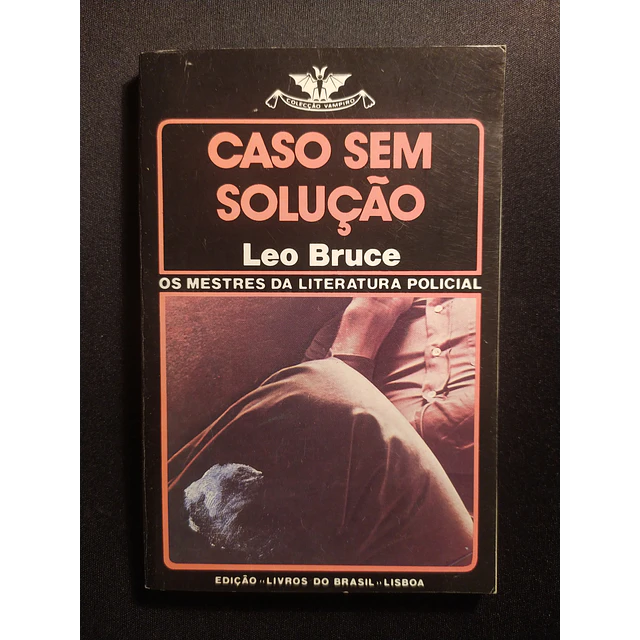 COLECÇÃO VAMPIRO
CASO SEM
SOLUÇÃO
Leo Bruce
OS MESTRES DA LITERATURA POLICIAL
EDIÇÃO "LIVROS DO BRASIL" LISBOA